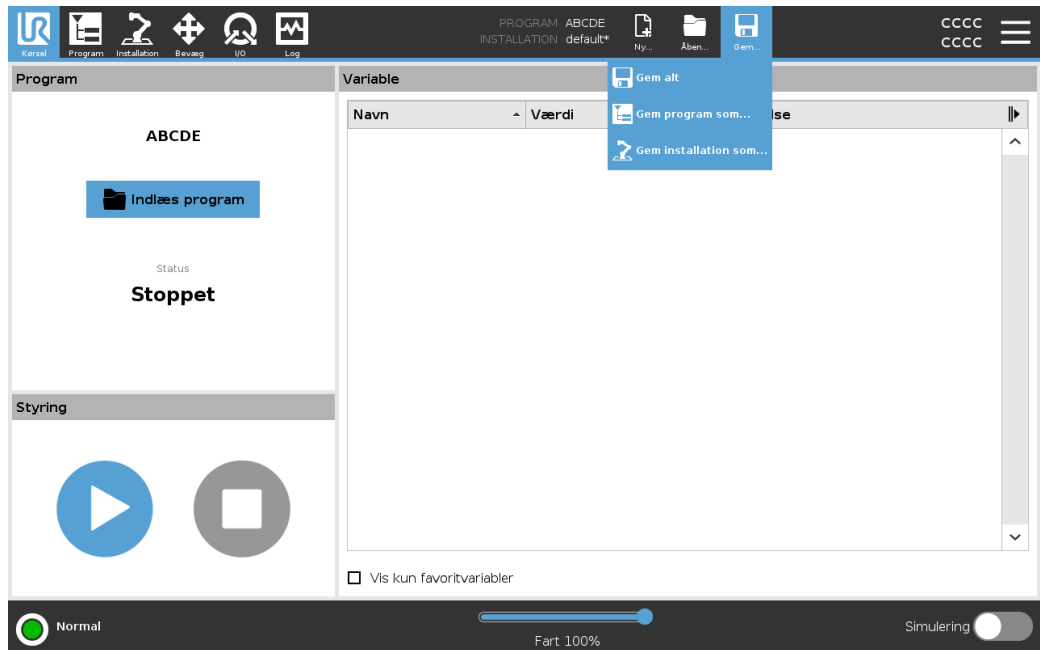 UR
Kørsel
Program
Installation
Bevæg
I/O
Log
PROGRAM ABCDE
INSTALLATION default*
Ny...
Åben...
Gem...
CCCC
CCCC
Program
ABCDE
Indlæs program
Status
Stoppet
Styring
Variable
Navn
Værdi
lse
Gem alt
Gem program som...
Gem installation som...
Vis kun favoritvariabler
Normal
Fart 100%
Simulering